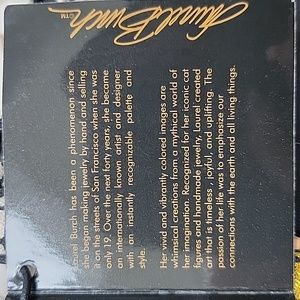 Laurel Burch
©TM
Laurel Burch has been a phenomenon since
she began making jewelry by hand and selling
it on the streets of San Francisco when she was
only 19. Over the next forty years, she became
an internationally known artist and designer
with an instantly recognizable palette and
style.
Her vivid and vibrantly colored images are
whimsical creations from a mythical world of
her imagination. Recognized for her iconic cat
figures and handmade jewelry, Laurel created
art that is timeless , joyful, and uplifting. The
passion of her life was to emphasize our
connections with the earth and all living things.